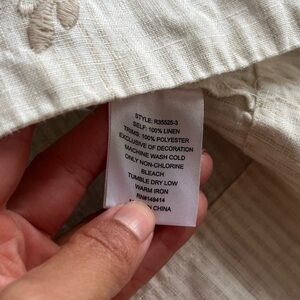 STYLE: R35525-3
SELF: 100% LINEN
TRIMS: 100% POLYESTER
EXCLUSIVE OF DECORATION
MACHINE WASH COLD
ONLY NON-CHLORINE
BLEACH
TUMBLE DRY LOW
WARM IRON
RN#149414
IN CHINA